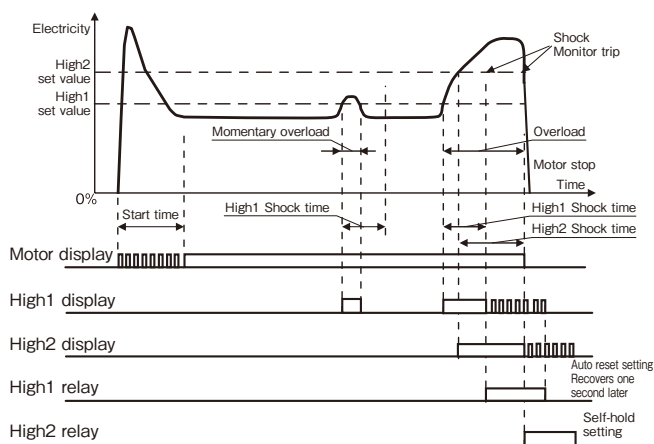 Electricity
High2
set value
High1
set value
0%
Shock
Monitor trip
Momentary overload
Overload
Motor stop
Time
Start time
High1 Shock time
High1 Shock time
High2 Shock time
Motor display
High1 display
High2 display
Auto reset setting
Recovers one
second later
High1 relay
Self-hold
setting
High2 relay